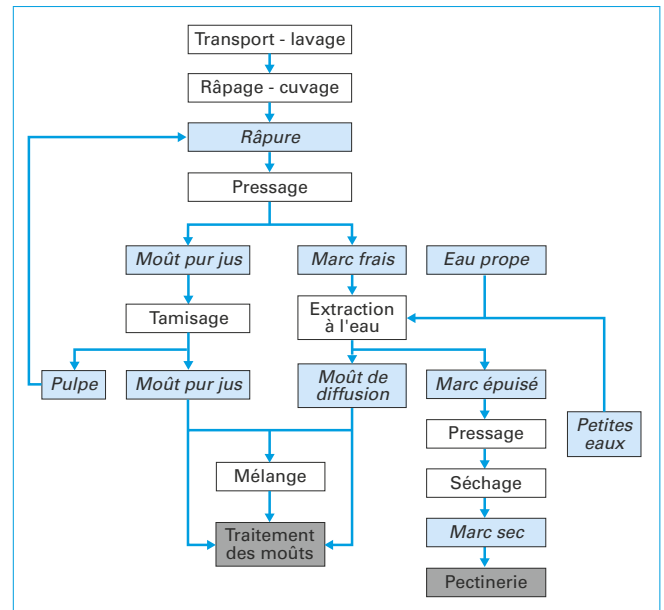 Transport - lavage
Râpage - cuvage
Râpure
Pressage
Moût pur jus
Marc frais
Eau prope
Tamisage
Extraction
à l'eau
Pulpe
Moût pur jus
Moût de
diffusion
Marc épuisé
Petites
eaux
Pressage
Mélange
Séchage
Traitement
des moûts
Marc sec
Pectinerie